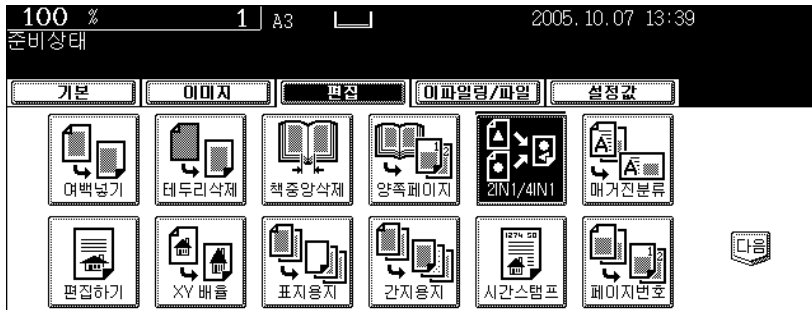 100 % 1 A3 2005.10.07 13:39
준비상태
기본 이미지 편집 이파일링/파일 설정값
여백넣기 테두리삭제 책중앙삭제 양쪽페이지 2IN1/4IN1 매거진분류
편집하기 XY 배율 표지용지 간지용지 시간스탬프 페이지번호
다음